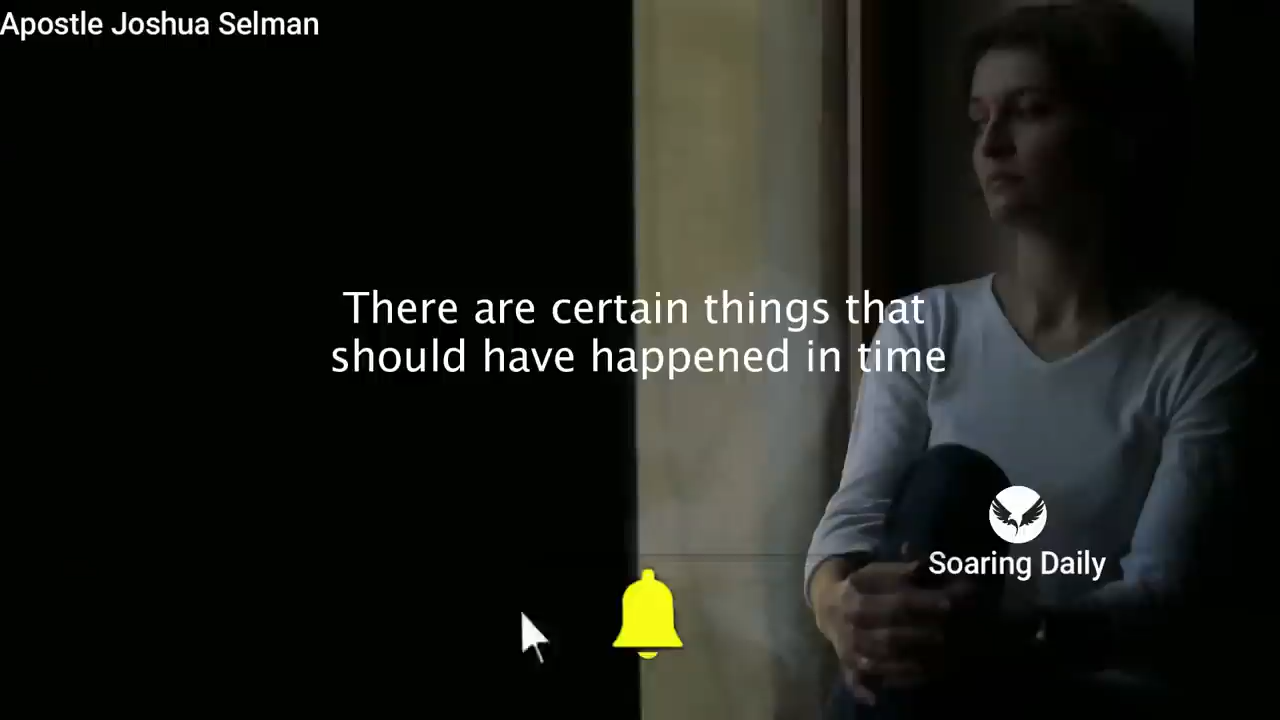 Apostle Joshua Selman
There are certain things that
should have happened in time
Soaring Daily